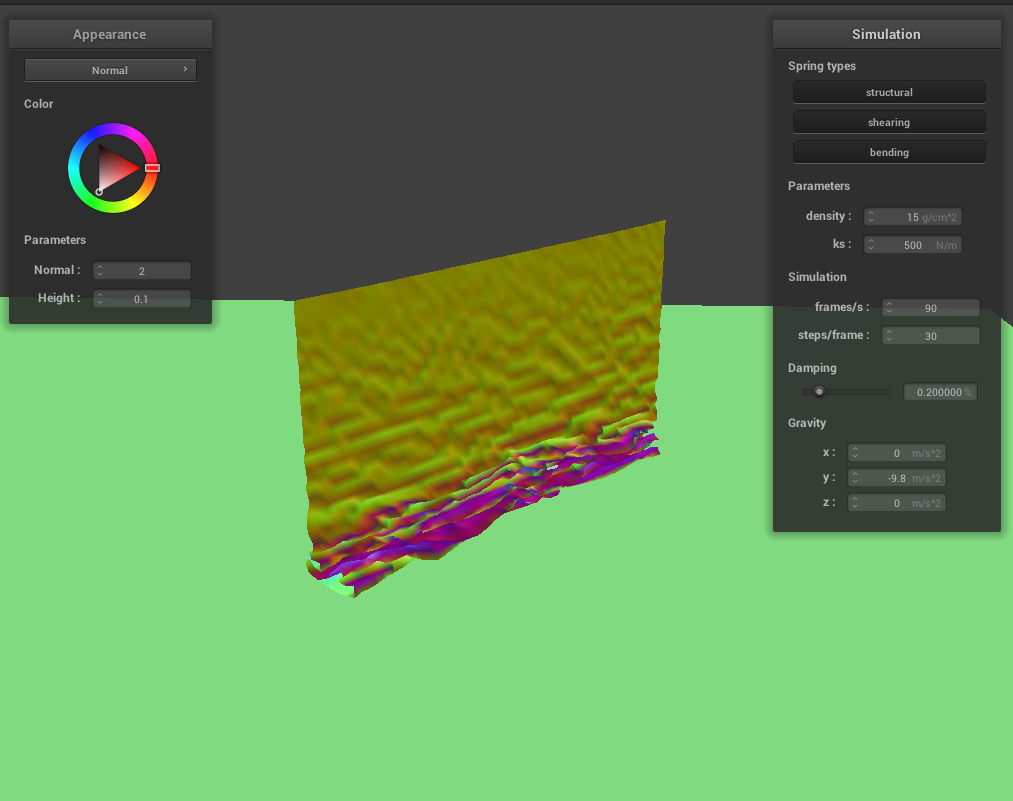 Appearance
Normal
Color
Parameters
Normal : 2
Height : 0.1
Simulation
Spring types
structural
shearing
bending
Parameters
density : 15 g/cm^2
ks : 500 N/m
Simulation
frames/s : 90
steps/frame : 30
Damping
0.200000 %
Gravity
x : 0 m/s^2
y : -9.8 m/s^2
z : 0 m/s^2